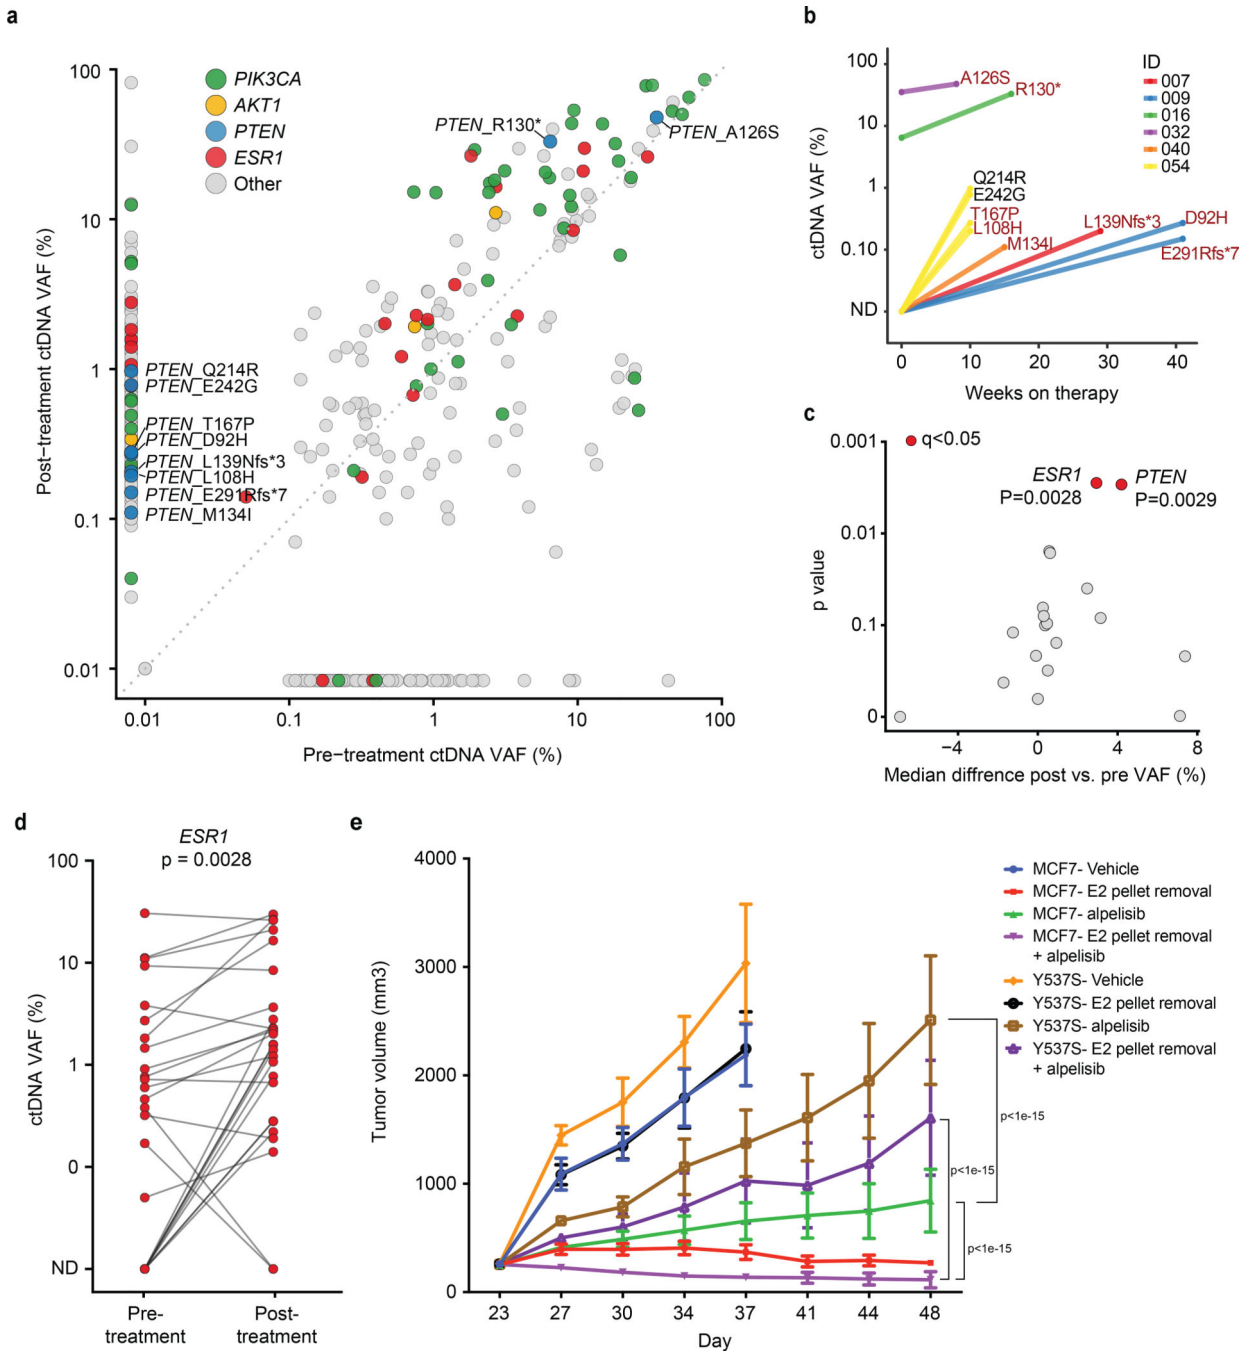 a
100
10
1
0.1
0.01
Post-treatment ctDNA VAF (%)
PIK3CA
AKT1
PTEN
ESR1
Other
PTEN_R130*
PTEN_A126S
PTEN_Q214R
PTEN_E242G
PTEN_T167P
PTEN_D92H
PTEN_L139Nfs*3
PTEN_L108H
PTEN_E291Rfs*7
PTEN_M134I
0.01
0.1
1
10
100
Pre−treatment ctDNA VAF (%)
b
100
10
1
0.10
ND
ctDNA VAF (%)
A126S
R130*
Q214R
E242G
T167P
L108H
M134I
L139Nfs*3
D92H
E291Rfs*7
ID
007
009
016
032
040
054
0
10
20
30
40
Weeks on therapy
c
0.001
0.01
0.1
0
p value
q<0.05
ESR1
P=0.0028
PTEN
P=0.0029
−4
0
4
8
Median diffrence post vs. pre VAF (%)
d
ESR1
p = 0.0028
100
10
1
0
ND
ctDNA VAF (%)
Pre-
treatment
Post-
treatment
e
4000
3000
2000
1000
0
Tumor volume (mm3)
23
27
30
34
37
41
44
48
Day
p<1e-15
p<1e-15
p<1e-15
MCF7- Vehicle
MCF7- E2 pellet removal
MCF7- alpelisib
MCF7- E2 pellet removal
+ alpelisib
Y537S- Vehicle
Y537S- E2 pellet removal
Y537S- alpelisib
Y537S- E2 pellet removal
+ alpelisib